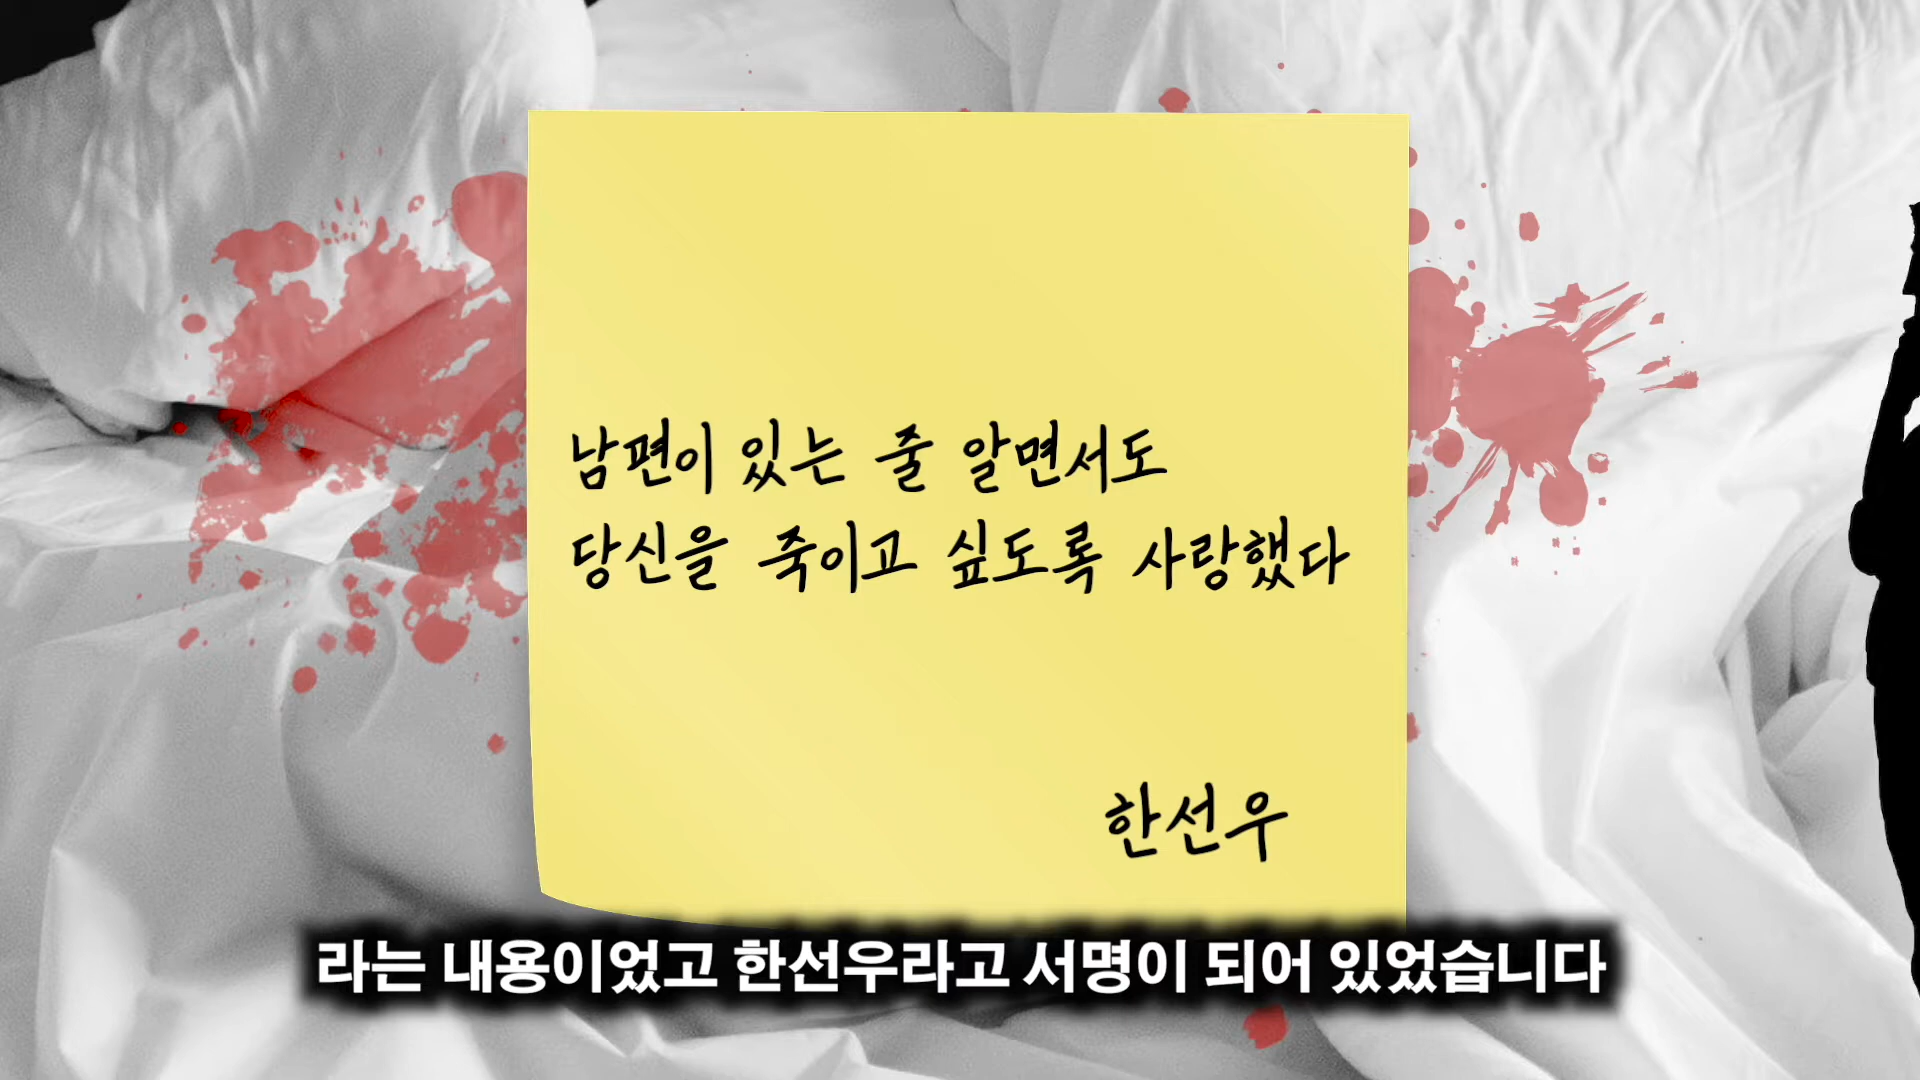 남편이 있는 줄 알면서도
당신을 죽이고 싶도록 사랑했다
한선우
라는 내용이었고 한선우라고 서명이 되어 있었습니다